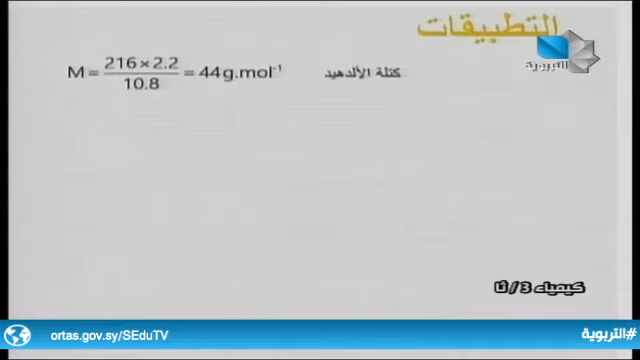 التطبيقات
التربوية
M = 216×2.2 / 10.8 = 44g.mol⁻¹ كتلة الألدهيد
كيمياء 3 / ثا
ortas.gov.sy/SEduTV #التربوية